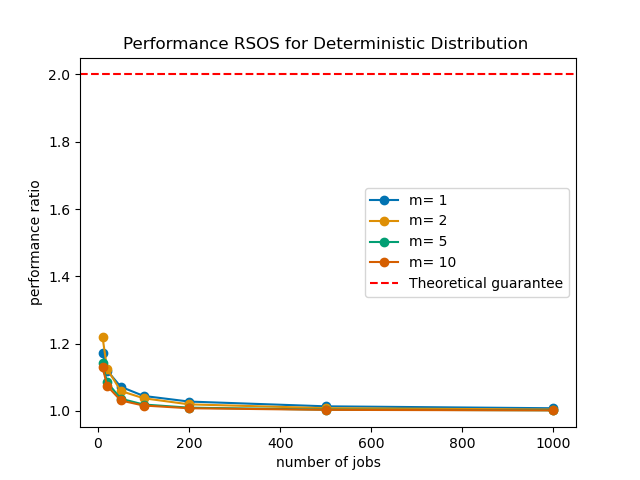 Performance RSOS for Deterministic Distribution
performance ratio
2.0
1.8
1.6
1.4
1.2
1.0
m= 1
m= 2
m= 5
m= 10
Theoretical guarantee
0 200 400 600 800 1000
number of jobs